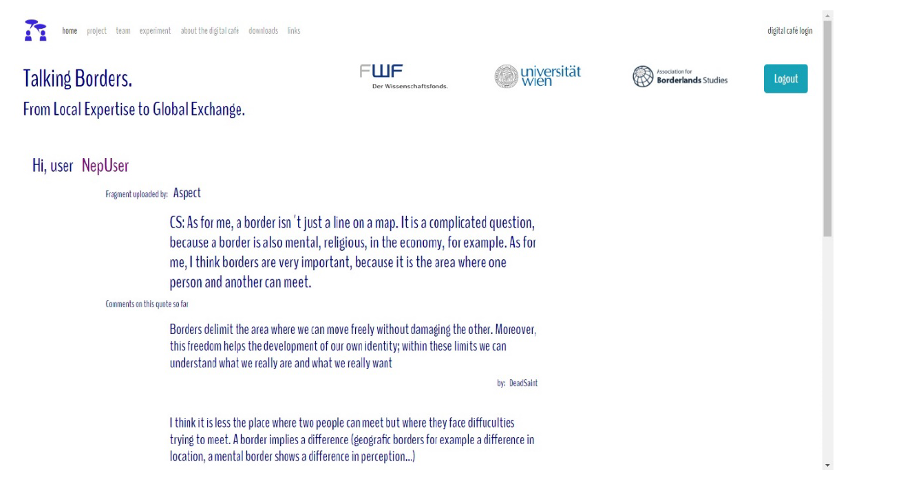 home project team experiment about the digital cafe downloads links
digital café login
Talking Borders.
From Local Expertise to Global Exchange.
FWF
Der Wissenschaftsfonds.
universität
wien
Association for
Borderlands Studies
Logout
Hi, user NepUser
Fragment uploaded by: Aspect
CS: As for me, a border isn´t just a line on a map. It is a complicated question,
because a border is also mental, religious, in the economy, for example. As for
me, I think borders are very important, because it is the area where one
person and another can meet.
Comments on this quote so far
Borders delimit the area where we can move freely without damaging the other. Moreover,
this freedom helps the development of our own identity; within these limits we can
understand what we really are and what we really want
by: DeadSaint
I think it is less the place where two people can meet but where they face diffuculties
trying to meet. A border implies a difference (geografic borders for example a difference in
location, a mental border shows a difference in perception...)